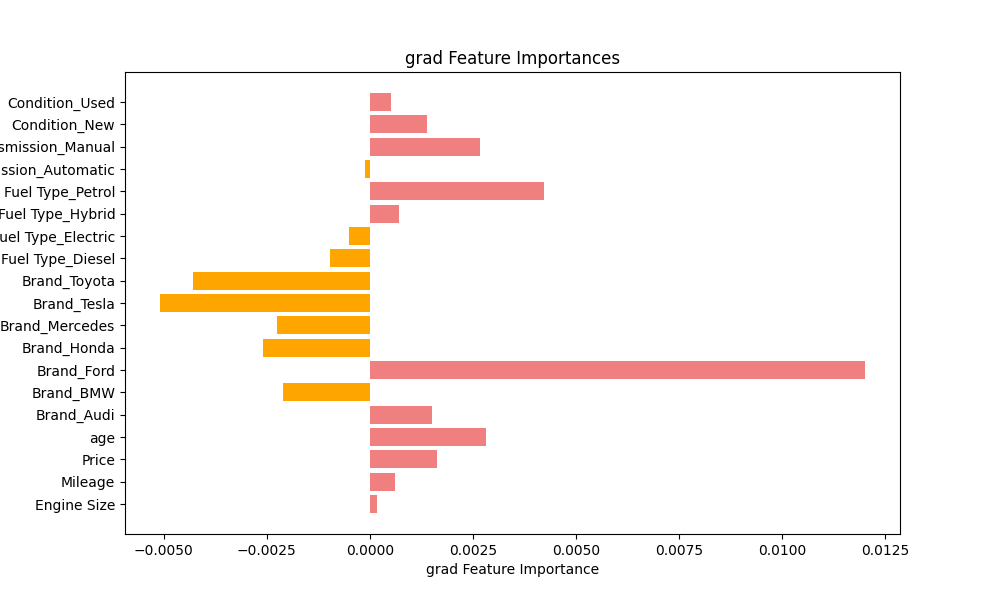 grad Feature Importances
Condition_Used
Condition_New
smission_Manual
ssion_Automatic
Fuel Type_Petrol
Fuel Type_Hybrid
uel Type_Electric
Fuel Type_Diesel
Brand_Toyota
Brand_Tesla
Brand_Mercedes
Brand_Honda
Brand_Ford
Brand_BMW
Brand_Audi
age
Price
Mileage
Engine Size
−0.0050 −0.0025 0.0000 0.0025 0.0050 0.0075 0.0100 0.0125
grad Feature Importance